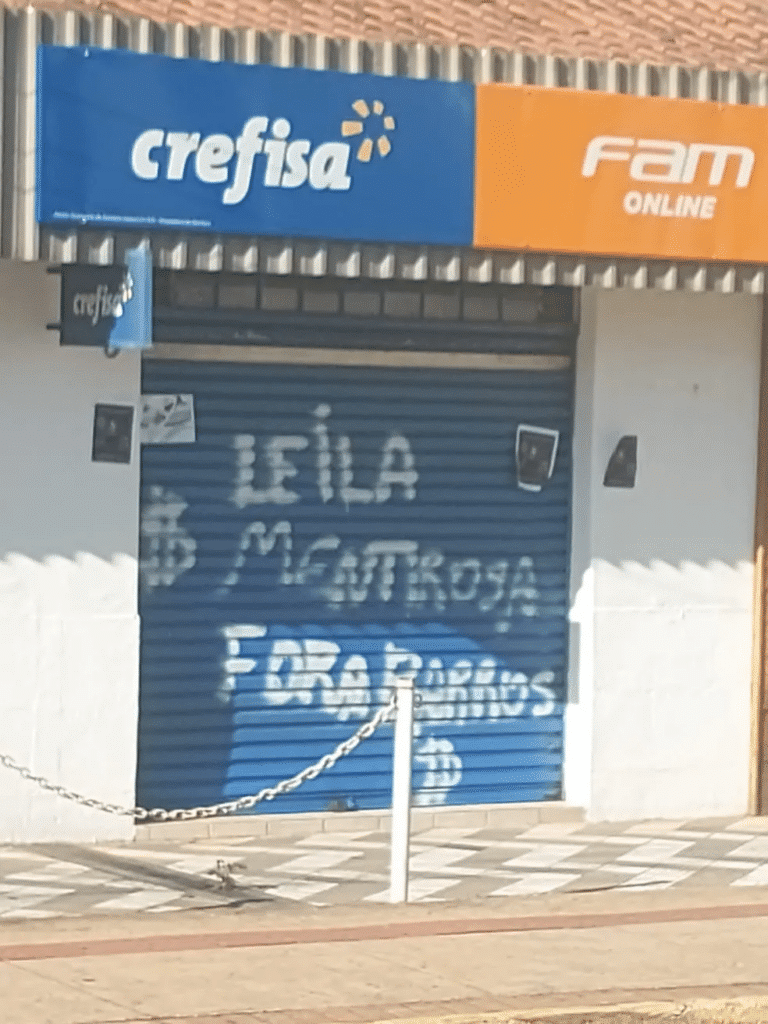 crefisa
FAM
ONLINE
crefisa
LEILA
$ MENTIROSA
FORA BARROS
$